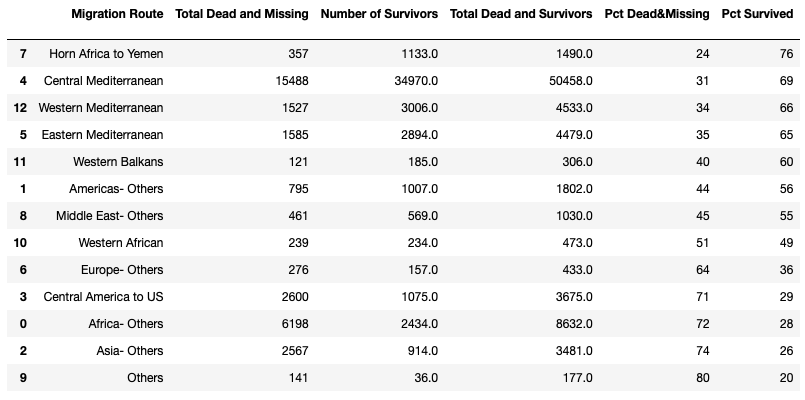 Migration Route Total Dead and Missing Number of Survivors Total Dead and Survivors Pct Dead&Missing Pct Survived
7 Horn Africa to Yemen 357 1133.0 1490.0 24 76
4 Central Mediterranean 15488 34970.0 50458.0 31 69
12 Western Mediterranean 1527 3006.0 4533.0 34 66
5 Eastern Mediterranean 1585 2894.0 4479.0 35 65
11 Western Balkans 121 185.0 306.0 40 60
1 Americas- Others 795 1007.0 1802.0 44 56
8 Middle East- Others 461 569.0 1030.0 45 55
10 Western African 239 234.0 473.0 51 49
6 Europe- Others 276 157.0 433.0 64 36
3 Central America to US 2600 1075.0 3675.0 71 29
0 Africa- Others 6198 2434.0 8632.0 72 28
2 Asia- Others 2567 914.0 3481.0 74 26
9 Others 141 36.0 177.0 80 20